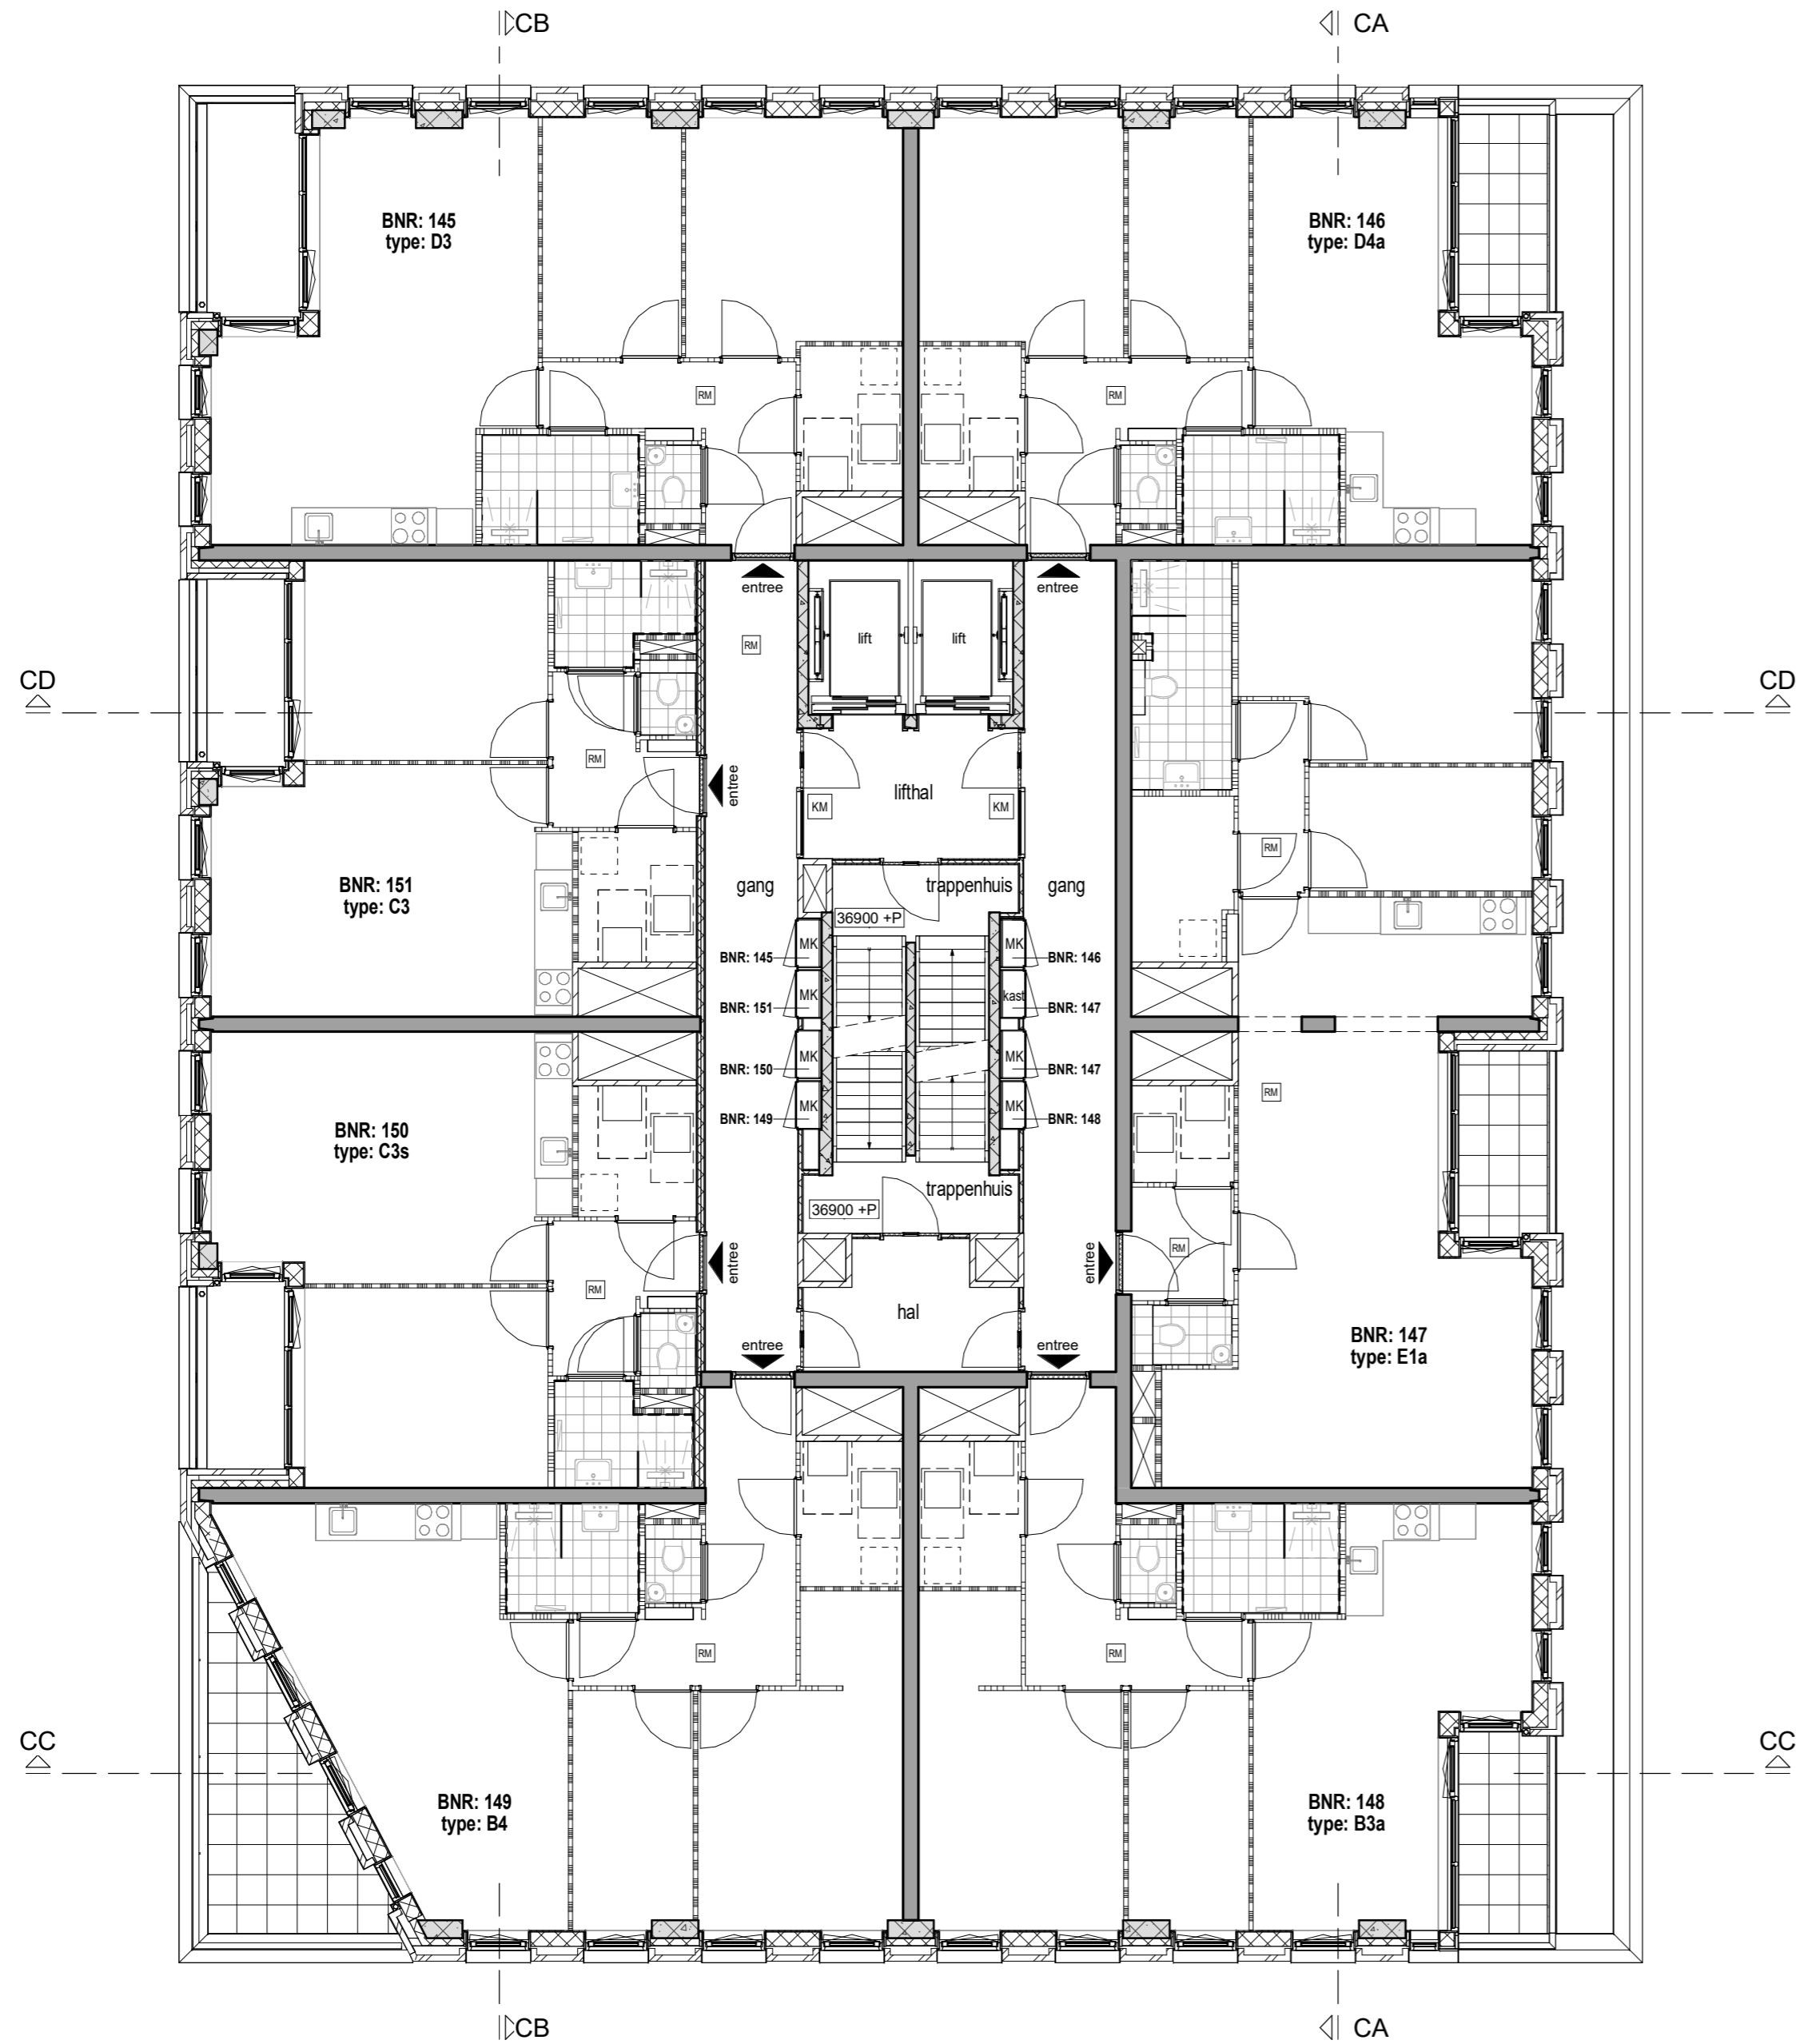 CB
CA
BNR: 145
type: D3
BNR: 146
type: D4a
RM
RM
entree
entree
RM
lift
lift
CD
CD
RM
entree
lifthal
KM
KM
RM
BNR: 151
type: C3
gang
trappenhuis
gang
36900 +P
MK
MK
BNR: 145
BNR: 146
MK
kast
BNR: 151
BNR: 147
MK
MK
BNR: 150
BNR: 147
RM
MK
MK
BNR: 149
BNR: 148
BNR: 150
type: C3s
trappenhuis
36900 +P
entree
entree
RM
RM
hal
BNR: 147
type: E1a
entree
entree
RM
RM
CC
CC
BNR: 149
type: B4
BNR: 148
type: B3a
CB
CA